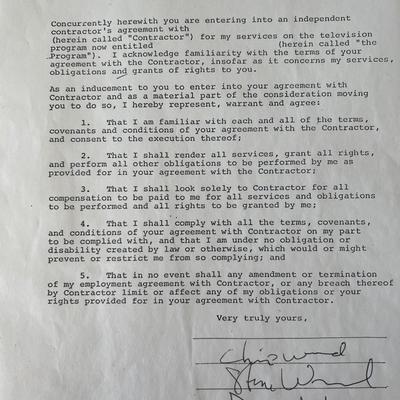 Concurrently herewith you are entering into an independent
contractor's agreement with
(herein called "Contractor") for my services on the television
program now entitled (herein called "the
Program"). I acknowledge familiarity with the terms of your
agreement with the Contractor, insofar as it concerns my services,
obligations and grants of rights to you.
As an inducement to you to enter into your agreement with
Contractor and as a material part of the consideration moving
you to do so, I hereby represent, warrant and agree:
1. That I am familiar with each and all of the terms,
covenants and conditions of your agreement with the Contractor,
and consent to the execution thereof;
2. That I shall render all services, grant all rights,
and perform all other obligations to be performed by me as
provided for in your agreement with the Contractor;
3. That I shall look solely to Contractor for all
compensation to be paid to me for all services and obligations
to be performed and all rights to be granted by me;
4. That I shall comply with all the terms, covenants,
and conditions of your agreement with Contractor on my part
to be complied with, and that I am under no obligation or
disability created by law or otherwise, which would or might
prevent or restrict me from so complying; and
5. That in no event shall any amendment or termination
of my employment agreement with Contractor, or any breach thereof
by Contractor limit or affect any of my obligations or your
rights provided for in your agreement with Contractor.
Very truly yours,